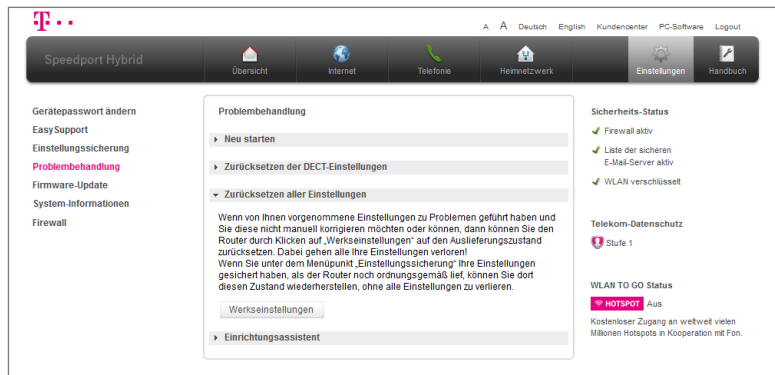 T
A A Deutsch English Kundencenter PC-Software Logout
Speedport Hybrid
Übersicht
Internet
Telefonie
Heimnetzwerk
Einstellungen
Handbuch
Gerätepasswort ändern
EasySupport
Einstellungssicherung
Problembehandlung
Firmware-Update
System-Informationen
Firewall
Problembehandlung
Neu starten
Zurücksetzen der DECT-Einstellungen
Zurücksetzen aller Einstellungen
Wenn von Ihnen vorgenommene Einstellungen zu Problemen geführt haben und
Sie diese nicht manuell korrigieren möchten oder können, dann können Sie den
Router durch Klicken auf „Werkseinstellungen“ auf den Auslieferungszustand
zurücksetzen. Dabei gehen alle Ihre Einstellungen verloren!
Wenn Sie unter dem Menüpunkt „Einstellungssicherung“ Ihre Einstellungen
gesichert haben, als der Router noch ordnungsgemäß lief, können Sie dort
diesen Zustand wiederherstellen, ohne alle Einstellungen zu verlieren.
Werkseinstellungen
Einrichtungsassistent
Sicherheits-Status
Firewall aktiv
Liste der sicheren
E-Mail-Server aktiv
WLAN verschlüsselt
Telekom-Datenschutz
Stufe 1
WLAN TO GO Status
HOTSPOT Aus
Kostenloser Zugang an weltweit vielen
Millionen Hotspots in Kooperation mit Fon.